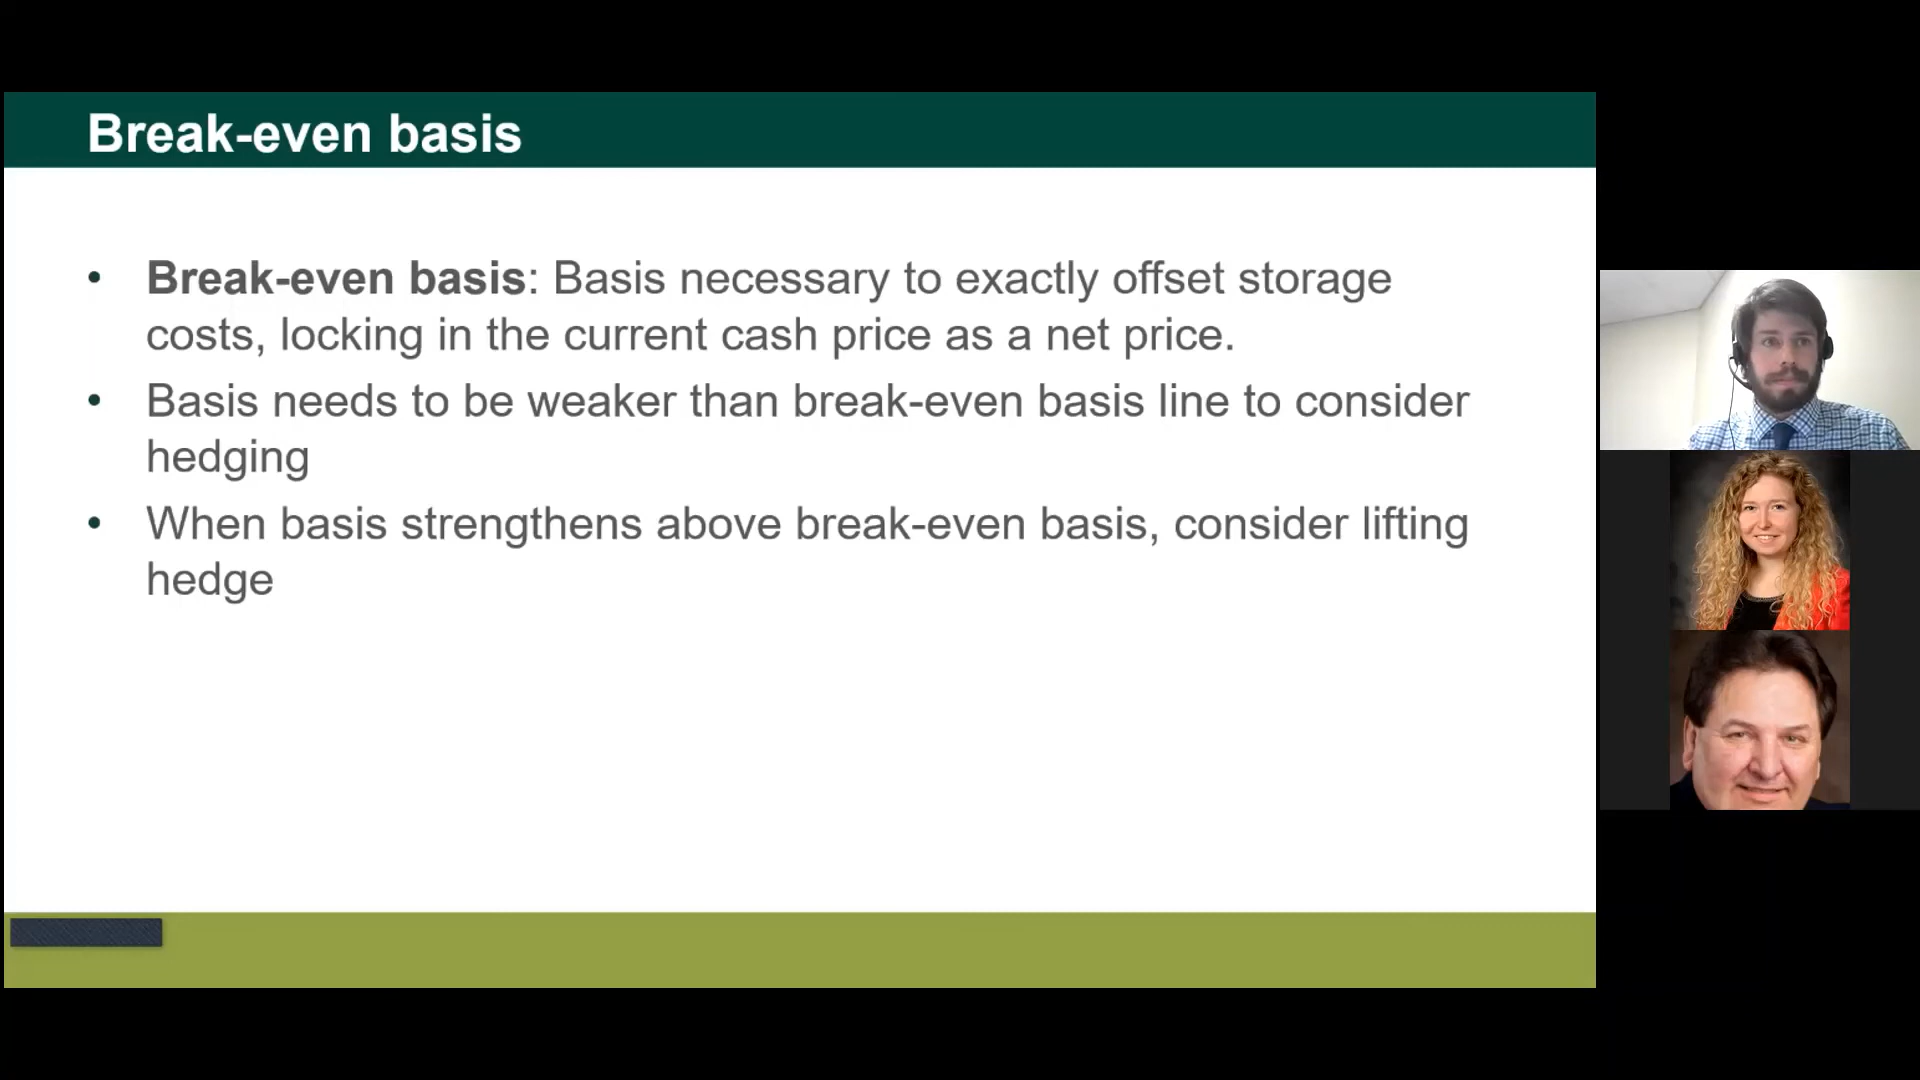 Break-even basis
• Break-even basis: Basis necessary to exactly offset storage
costs, locking in the current cash price as a net price.
• Basis needs to be weaker than break-even basis line to consider
hedging
• When basis strengthens above break-even basis, consider lifting
hedge